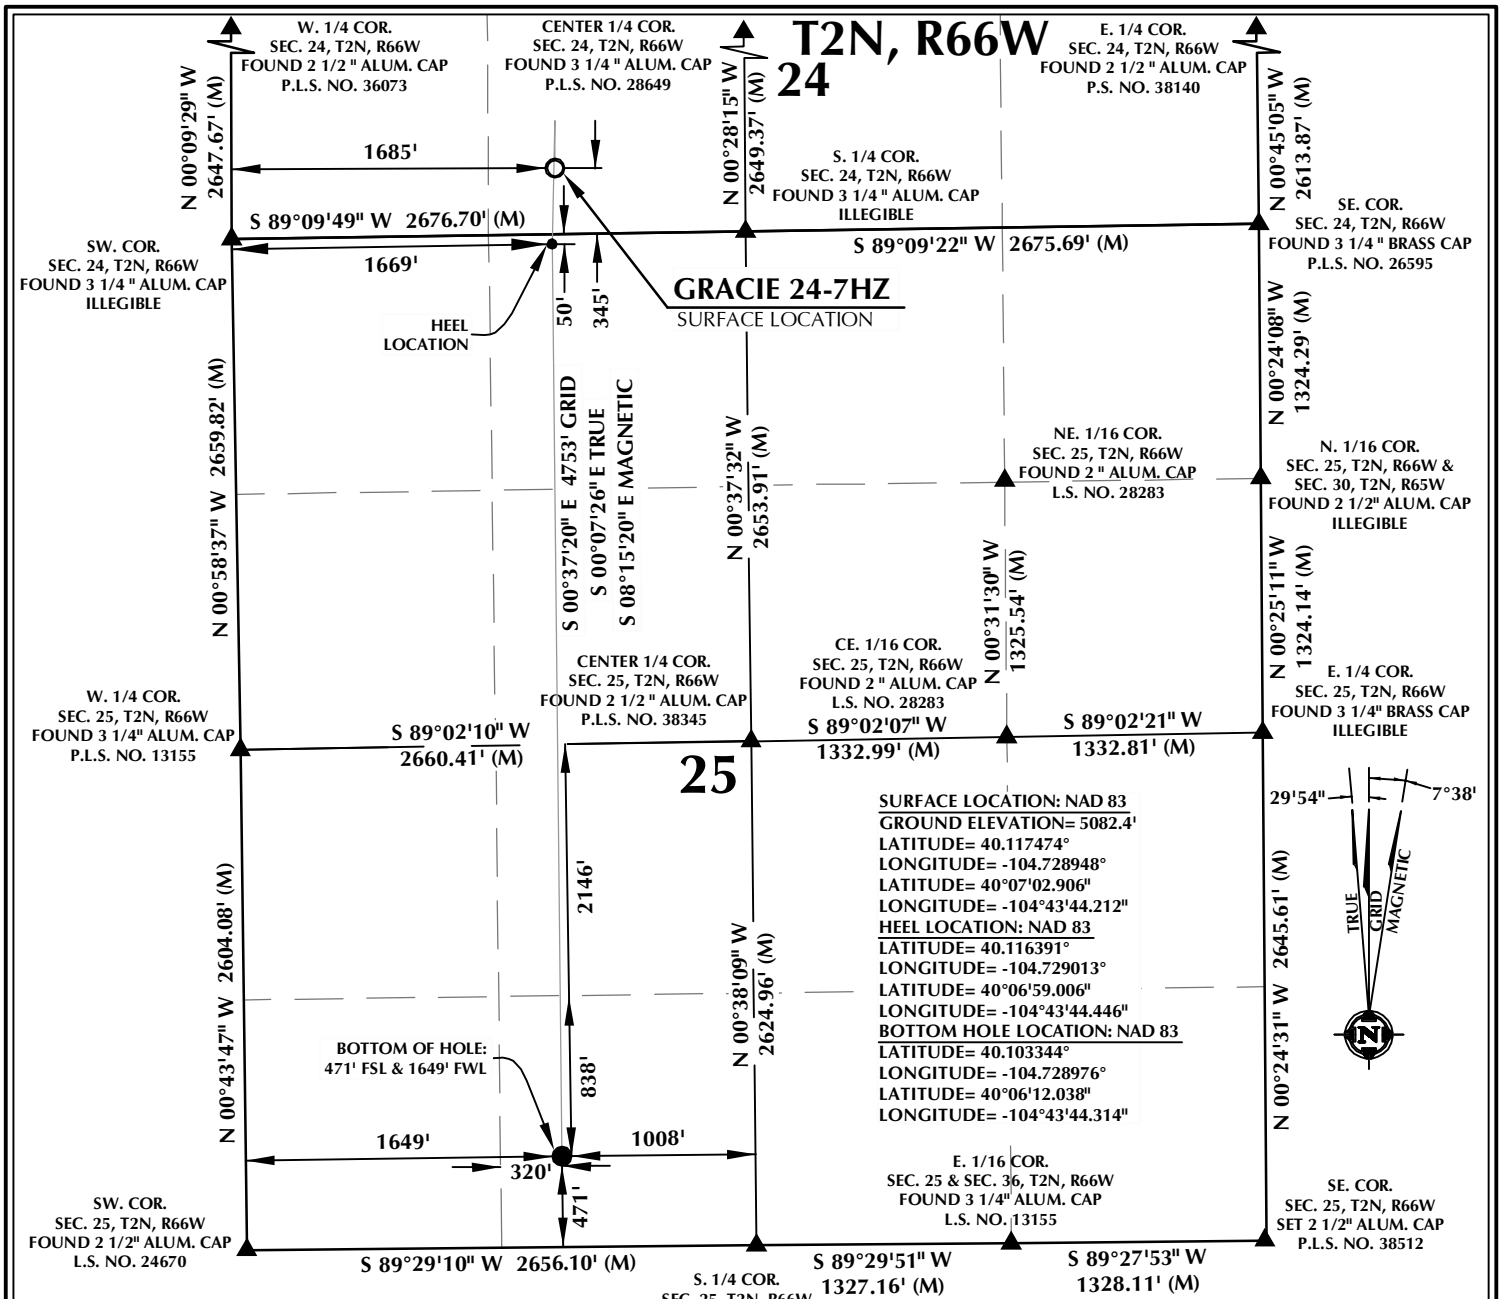 T2N, R66W
24
W. 1/4 COR.
SEC. 24, T2N, R66W
FOUND 2 1/2 " ALUM. CAP
P.L.S. NO. 36073
CENTER 1/4 COR.
SEC. 24, T2N, R66W
FOUND 3 1/4 " ALUM. CAP
P.L.S. NO. 28649
E. 1/4 COR.
SEC. 24, T2N, R66W
FOUND 2 1/2 " ALUM. CAP
P.S. NO. 38140
N 00°09'29" W
2647.67' (M)
N 00°28'15" W
2649.37' (M)
N 00°45'05" W
2613.87' (M)
1685'
S. 1/4 COR.
SEC. 24, T2N, R66W
FOUND 3 1/4 " ALUM. CAP
ILLEGIBLE
S 89°09'49" W 2676.70' (M)
S 89°09'22" W 2675.69' (M)
SE. COR.
SEC. 24, T2N, R66W
FOUND 3 1/4 " BRASS CAP
P.L.S. NO. 26595
SW. COR.
SEC. 24, T2N, R66W
FOUND 3 1/4 " ALUM. CAP
ILLEGIBLE
1669'
HEEL
LOCATION
50'
345'
GRACIE 24-7HZ
SURFACE LOCATION
N 00°24'08" W
1324.29' (M)
N 00°58'37" W 2659.82' (M)
S 00°37'20" E 4753' GRID
S 00°07'26" E TRUE
S 08°15'20" E MAGNETIC
N 00°37'32" W
2653.91' (M)
NE. 1/16 COR.
SEC. 25, T2N, R66W
FOUND 2 " ALUM. CAP
L.S. NO. 28283
N. 1/16 COR.
SEC. 25, T2N, R66W &
SEC. 30, T2N, R65W
FOUND 2 1/2" ALUM. CAP
ILLEGIBLE
N 00°31'30" W
1325.54' (M)
N 00°25'11" W
1324.14' (M)
CENTER 1/4 COR.
SEC. 25, T2N, R66W
FOUND 2 1/2 " ALUM. CAP
P.L.S. NO. 38345
CE. 1/16 COR.
SEC. 25, T2N, R66W
FOUND 2 " ALUM. CAP
L.S. NO. 28283
E. 1/4 COR.
SEC. 25, T2N, R66W
FOUND 3 1/4" BRASS CAP
ILLEGIBLE
W. 1/4 COR.
SEC. 25, T2N, R66W
FOUND 3 1/4" ALUM. CAP
P.L.S. NO. 13155
S 89°02'10" W
2660.41' (M)
S 89°02'07" W
1332.99' (M)
S 89°02'21" W
1332.81' (M)
25
SURFACE LOCATION: NAD 83
GROUND ELEVATION= 5082.4'
LATITUDE= 40.117474°
LONGITUDE= -104.728948°
LATITUDE= 40°07'02.906"
LONGITUDE= -104°43'44.212"
HEEL LOCATION: NAD 83
LATITUDE= 40.116391°
LONGITUDE= -104.729013°
LATITUDE= 40°06'59.006"
LONGITUDE= -104°43'44.446"
BOTTOM HOLE LOCATION: NAD 83
LATITUDE= 40.103344°
LONGITUDE= -104.728976°
LATITUDE= 40°06'12.038"
LONGITUDE= -104°43'44.314"
29'54"
7°38'
TRUE
GRID
MAGNETIC
N
2146'
N 00°43'47" W 2604.08' (M)
N 00°38'09" W
2624.96' (M)
N 00°24'31" W 2645.61' (M)
BOTTOM OF HOLE:
471' FSL & 1649' FWL
838'
1649'
1008'
320'
471'
E. 1/16 COR.
SEC. 25 & SEC. 36, T2N, R66W
FOUND 3 1/4" ALUM. CAP
L.S. NO. 13155
SW. COR.
SEC. 25, T2N, R66W
FOUND 2 1/2" ALUM. CAP
L.S. NO. 24670
SE. COR.
SEC. 25, T2N, R66W
SET 2 1/2" ALUM. CAP
P.L.S. NO. 38512
S 89°29'10" W 2656.10' (M)
S 89°29'51" W
1327.16' (M)
S 89°27'53" W
1328.11' (M)
S. 1/4 COR.
SEC. 25, T2N, R66W